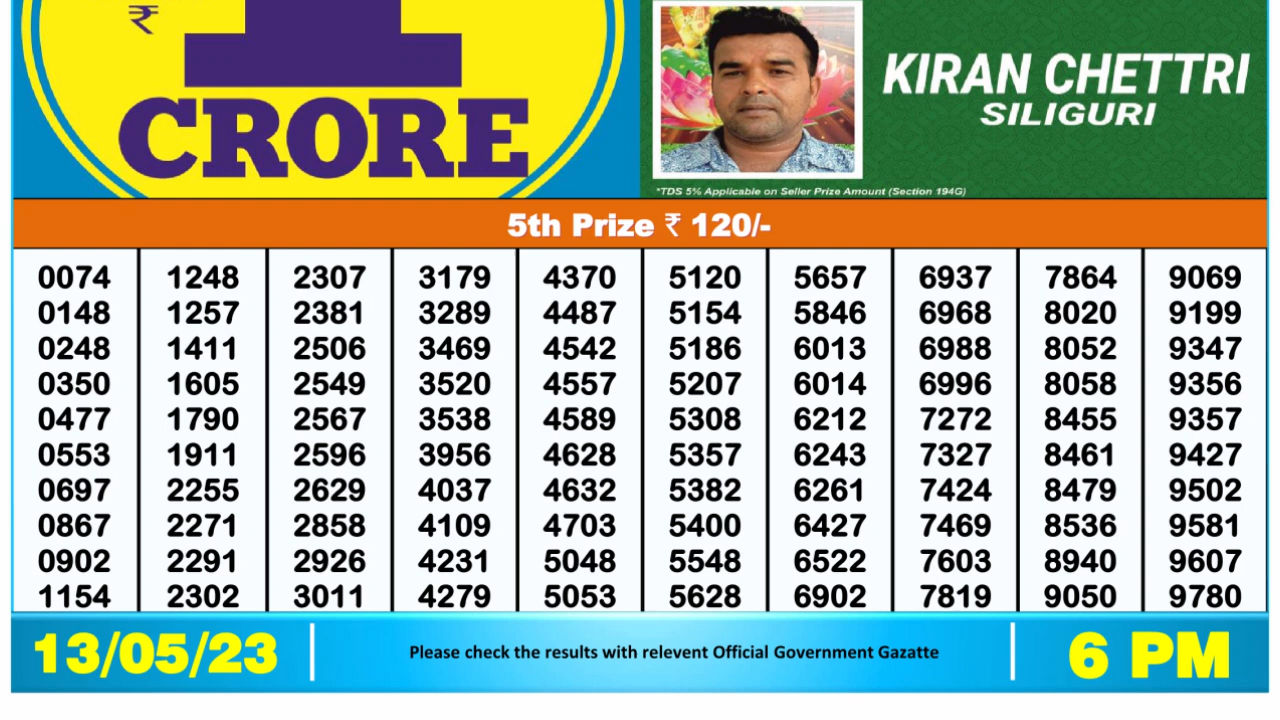 ₹
CRORE
KIRAN CHETTRI
SILIGURI
*TDS 5% Applicable on Seller Prize Amount (Section 194G)
5th Prize ₹ 120/-
0074 1248 2307 3179 4370 5120 5657 6937 7864 9069
0148 1257 2381 3289 4487 5154 5846 6968 8020 9199
0248 1411 2506 3469 4542 5186 6013 6988 8052 9347
0350 1605 2549 3520 4557 5207 6014 6996 8058 9356
0477 1790 2567 3538 4589 5308 6212 7272 8455 9357
0553 1911 2596 3956 4628 5357 6243 7327 8461 9427
0697 2255 2629 4037 4632 5382 6261 7424 8479 9502
0867 2271 2858 4109 4703 5400 6427 7469 8536 9581
0902 2291 2926 4231 5048 5548 6522 7603 8940 9607
1154 2302 3011 4279 5053 5628 6902 7819 9050 9780
13/05/23 Please check the results with relevent Official Government Gazatte 6 PM